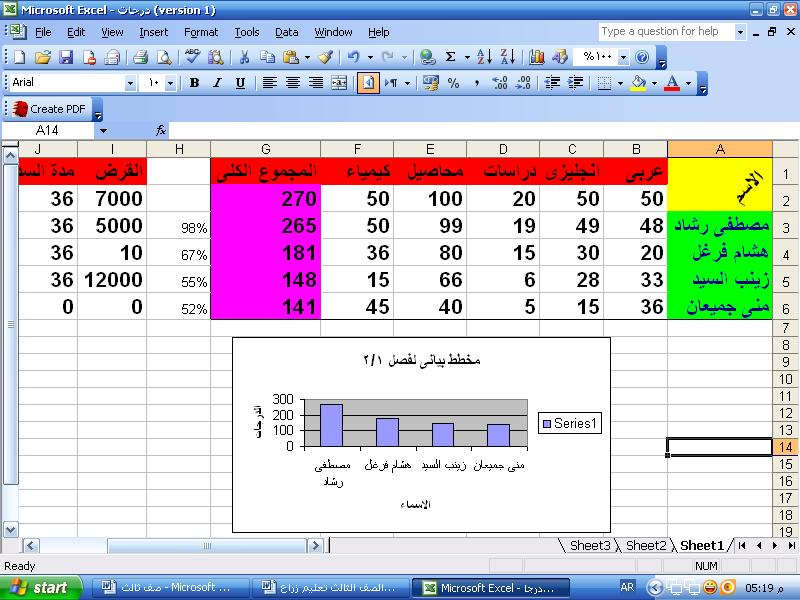 Microsoft Excel - درجات (version 1)
File Edit View Insert Format Tools Data Window Help
Type a question for help
%١٠٠
Arial ١٠ B I U
Create PDF
A14 fx
A B C D E F G H I J
1 الاسم عربى انجليزى دراسات محاصيل كيمياء المجموع الكلى القرض مدة الس
2 50 50 20 100 50 270 7000 36
3 مصطفى رشاد 48 49 19 99 50 265 98% 5000 36
4 هشام فرغل 20 30 15 80 36 181 67% 10 36
5 زينب السيد 33 28 6 66 15 148 55% 12000 36
6 منى جميعان 36 15 5 40 45 141 52% 0 0
7
8
9
10
11
12
13
14
15
16
17
18
19
مخطط بيانى لفصل ٢/١
300
200
100
0
الدرجات
مصطفى رشاد هشام فرغل زينب السيد منى جميعان
الاسماء
Series1
Sheet3 Sheet2 Sheet1
Ready NUM
start
صف ثالث - Microsoft ...
الصف الثالث تعليم زراع...
Microsoft Excel - درجا...
AR
05:19 م